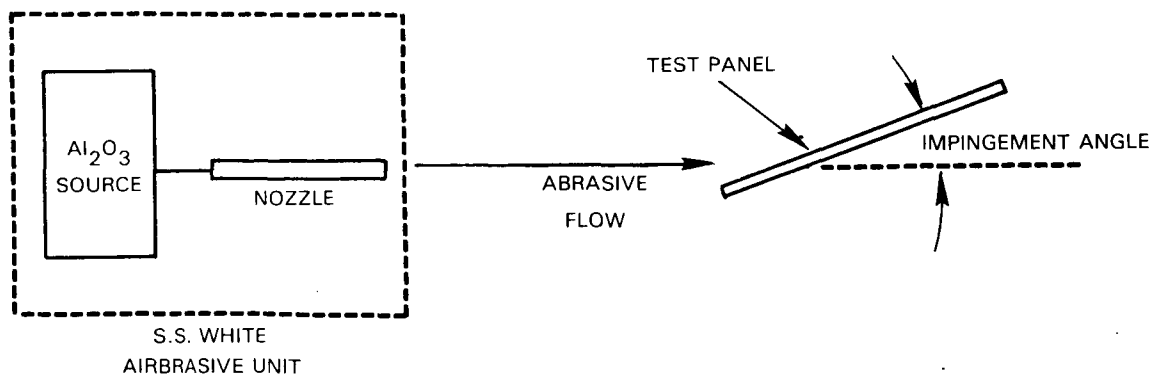 Al₂O₃
SOURCE
NOZZLE
S.S. WHITE
AIRBRASIVE UNIT
ABRASIVE
FLOW
TEST PANEL
IMPINGEMENT ANGLE